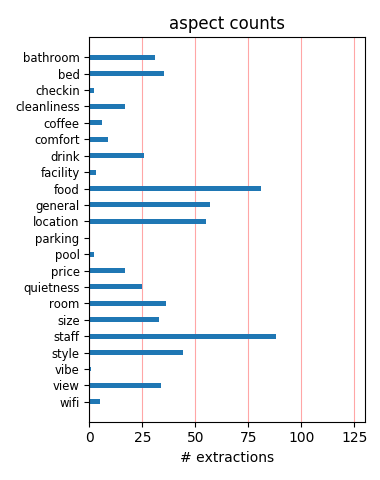 aspect counts
bathroom
bed
checkin
cleanliness
coffee
comfort
drink
facility
food
general
location
parking
pool
price
quietness
room
size
staff
style
vibe
view
wifi
0 25 50 75 100 125
# extractions